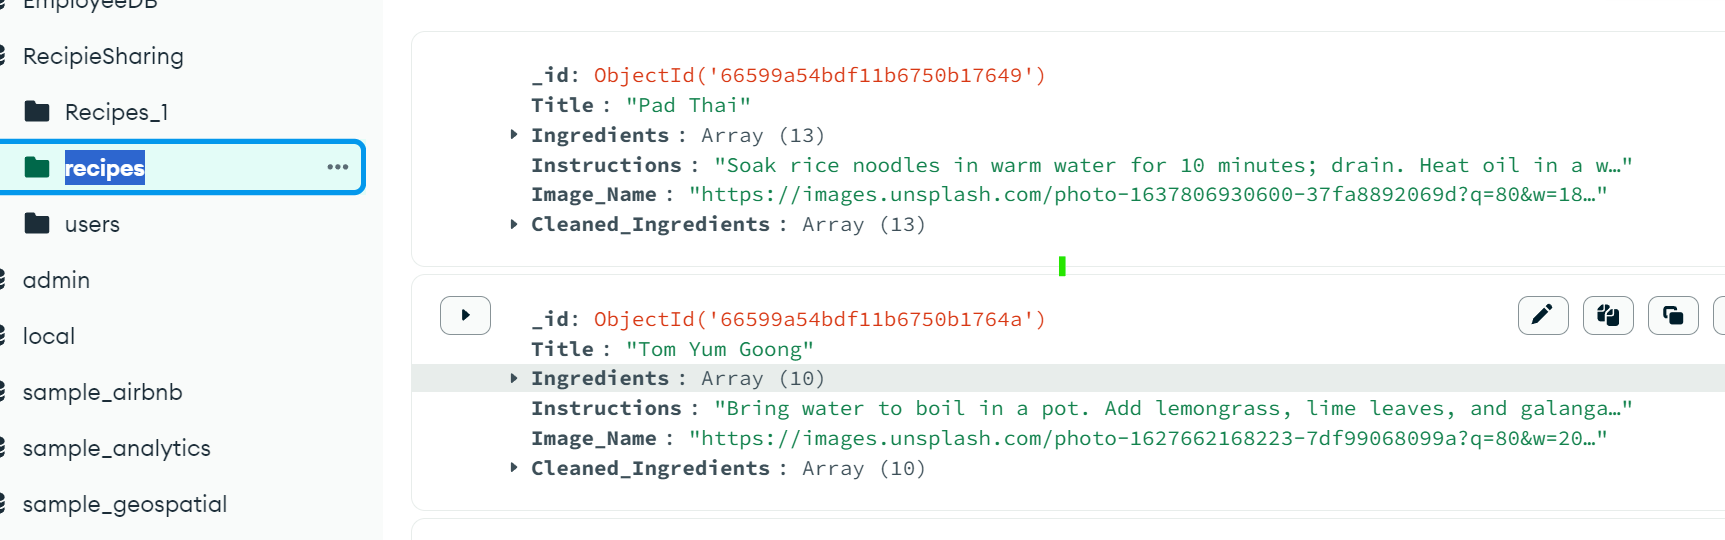 EmployeeDB
RecipieSharing
Recipes_1
recipes
users
admin
local
sample_airbnb
sample_analytics
sample_geospatial
_id: ObjectId('66599a54bdf11b6750b17649')
Title : "Pad Thai"
Ingredients : Array (13)
Instructions : "Soak rice noodles in warm water for 10 minutes; drain. Heat oil in a w…"
Image_Name : "https://images.unsplash.com/photo-1637806930600-37fa8892069d?q=80&w=18…"
Cleaned_Ingredients : Array (13)
_id: ObjectId('66599a54bdf11b6750b1764a')
Title : "Tom Yum Goong"
Ingredients : Array (10)
Instructions : "Bring water to boil in a pot. Add lemongrass, lime leaves, and galanga…"
Image_Name : "https://images.unsplash.com/photo-1627662168223-7df99068099a?q=80&w=20…"
Cleaned_Ingredients : Array (10)